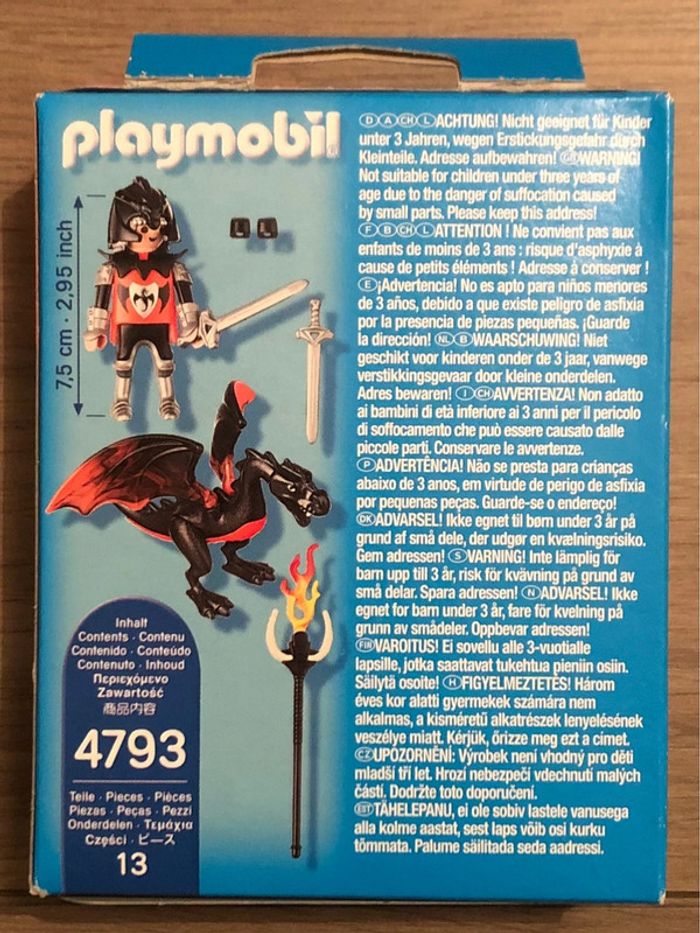 playmobil®
7,5 cm · 2,95 inch
Inhalt
Contents · Contenu
Contenido · Conteúdo
Contenuto · Inhoud
Περιεχόμενο
Zawartość
商品内容
4793
Teile · Pieces · Pièces
Piezas · Peças · Pezzi
Onderdelen · Τεμάχια
Części · ピース
13
(D)(A)(CH)(L)ACHTUNG! Nicht geeignet für Kinder
unter 3 Jahren, wegen Erstickungsgefahr durch
Kleinteile. Adresse aufbewahren! (GB)WARNING!
Not suitable for children under three years of
age due to the danger of suffocation caused
by small parts. Please keep this address!
(F)(B)(CH)(L)ATTENTION ! Ne convient pas aux
enfants de moins de 3 ans : risque d'asphyxie à
cause de petits éléments ! Adresse à conserver !
(E)¡Advertencia! No es apto para niños menores
de 3 años, debido a que existe peligro de asfixia
por la presencia de piezas pequeñas. ¡Guarde
la dirección! (NL)(B)WAARSCHUWING! Niet
geschikt voor kinderen onder de 3 jaar, vanwege
verstikkingsgevaar door kleine onderdelen.
Adres bewaren! (I)(CH)AVVERTENZA! Non adatto
ai bambini di età inferiore ai 3 anni per il pericolo
di soffocamento che può essere causato dalle
piccole parti. Conservare le avvertenze.
(P)ADVERTÊNCIA! Não se presta para crianças
abaixo de 3 anos, em virtude de perigo de asfixia
por pequenas peças. Guarde-se o endereço!
(DK)ADVARSEL! Ikke egnet til børn under 3 år på
grund af små dele, der udgør en kvælningsrisiko.
Gem adressen! (S)VARNING! Inte lämplig för
barn upp till 3 år, risk för kvävning på grund av
små delar. Spara adressen! (N)ADVARSEL! Ikke
egnet for barn under 3 år, fare for kvelning på
grunn av smådeler. Oppbevar adressen!
(FIN)VAROITUS! Ei sovellu alle 3-vuotialle
lapsille, jotka saattavat tukehtua pieniin osiin.
Säilytä osoite! (H)FIGYELMEZTETÉS! Három
éves kor alatti gyermekek számára nem
alkalmas, a kisméretű alkatrészek lenyelésének
veszélye miatt. Kérjük, őrizze meg ezt a címet.
(CZ)UPOZORNĚNÍ: Výrobek není vhodný pro děti
mladší tří let. Hrozí nebezpečí vdechnutí malých
částí. Dodržte toto doporučení.
(EST)TÄHELEPANU, ei ole sobiv lastele vanusega
alla kolme aastat, sest laps võib osi kurku
tõmmata. Palume säilitada seda aadressi.